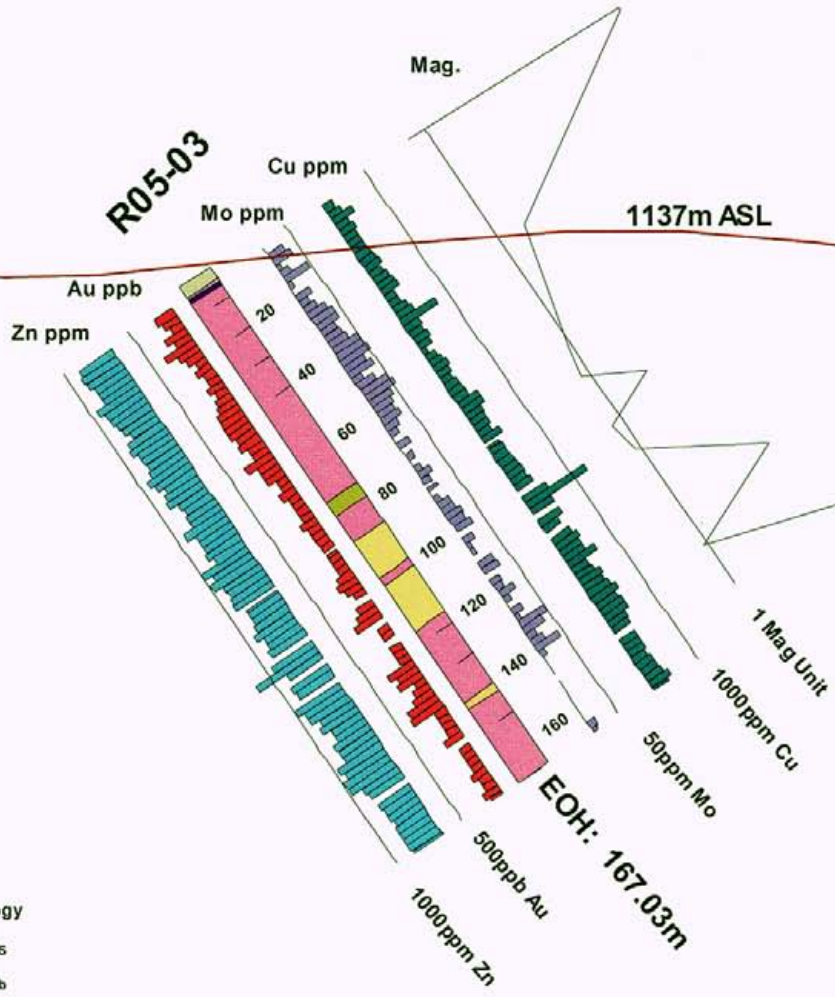 Mag.
R05-03
Cu ppm
Mo ppm
1137m ASL
Au ppb
Zn ppm
20
40
60
80
100
120
140
160
1 Mag Unit
1000ppm Cu
50ppm Mo
EOH: 167.03m
500ppb Au
1000ppm Zn
gy
s
b